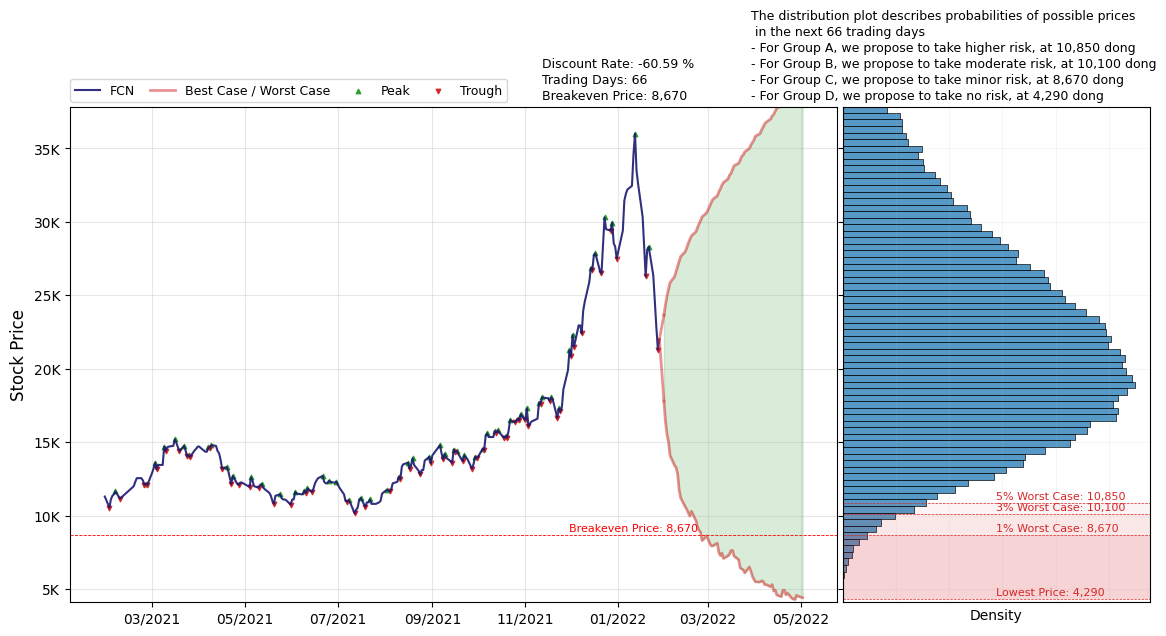 The distribution plot describes probabilities of possible prices
in the next 66 trading days
- For Group A, we propose to take higher risk, at 10,850 dong
- For Group B, we propose to take moderate risk, at 10,100 dong
- For Group C, we propose to take minor risk, at 8,670 dong
- For Group D, we propose to take no risk, at 4,290 dong
Discount Rate: -60.59 %
Trading Days: 66
Breakeven Price: 8,670
FCN
Best Case / Worst Case
Peak
Trough
Stock Price
35K
30K
25K
20K
15K
10K
5K
Breakeven Price: 8,670
03/2021
05/2021
07/2021
09/2021
11/2021
01/2022
03/2022
05/2022
5% Worst Case: 10,850
3% Worst Case: 10,100
1% Worst Case: 8,670
Lowest Price: 4,290
Density